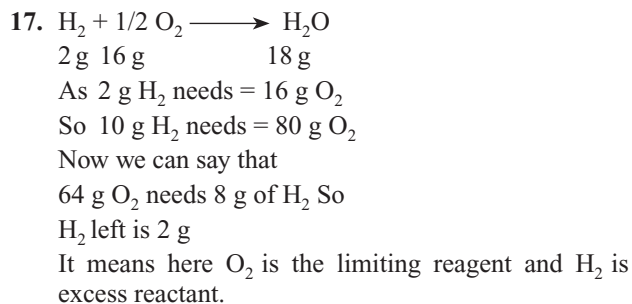 17. H₂ + 1/2 O₂ ⟶ H₂O
2 g 16 g 18 g
As 2 g H₂ needs = 16 g O₂
So 10 g H₂ needs = 80 g O₂
Now we can say that
64 g O₂ needs 8 g of H₂ So
H₂ left is 2 g
It means here O₂ is the limiting reagent and H₂ is
excess reactant.